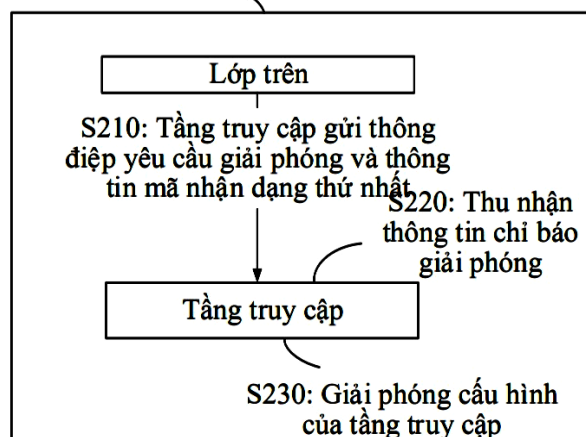 Lớp trên
S210: Tầng truy cập gửi thông
điệp yêu cầu giải phóng và thông
tin mã nhận dạng thứ nhất
S220: Thu nhận
thông tin chỉ báo
giải phóng
Tầng truy cập
S230: Giải phóng cấu hình
của tầng truy cập